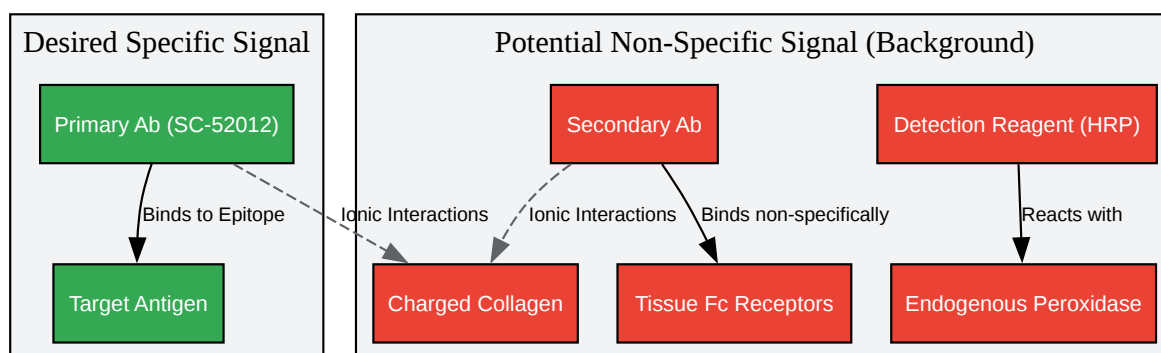 Desired Specific Signal
Potential Non-Specific Signal (Background)
Primary Ab (SC-52012)
Secondary Ab
Detection Reagent (HRP)
Binds to Epitope
Ionic Interactions
Ionic Interactions
Binds non-specifically
Reacts with
Target Antigen
Charged Collagen
Tissue Fc Receptors
Endogenous Peroxidase